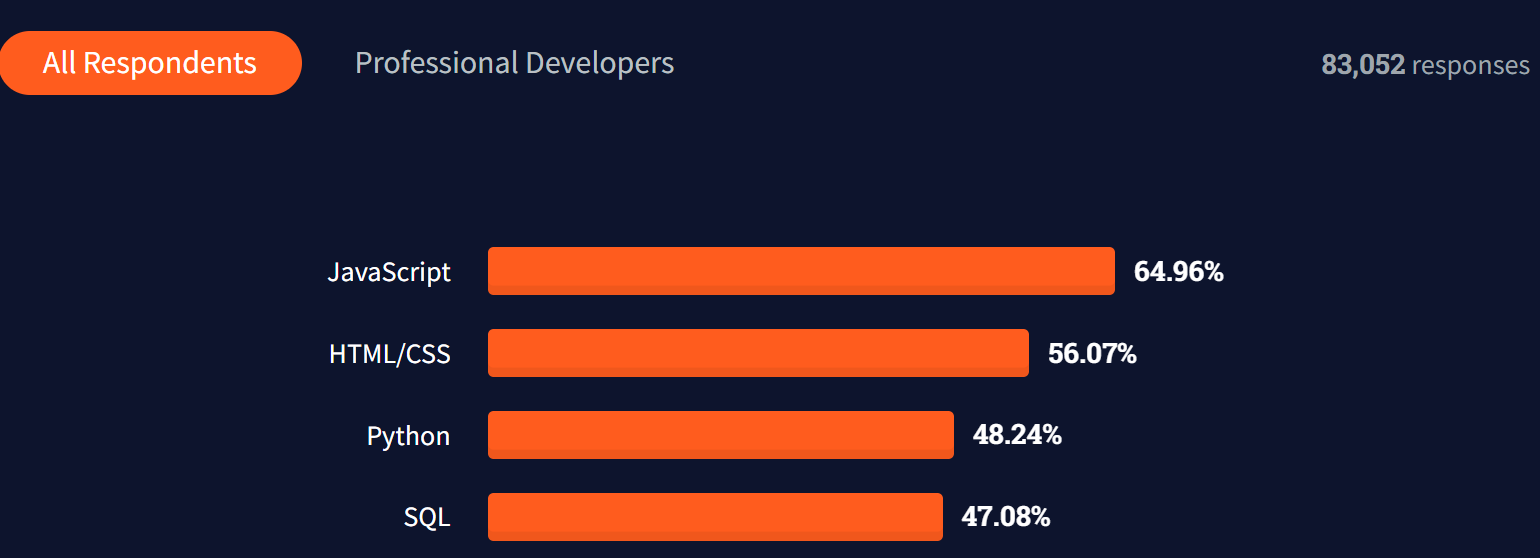 All Respondents
Professional Developers
83,052 responses
JavaScript 64.96%
HTML/CSS 56.07%
Python 48.24%
SQL 47.08%